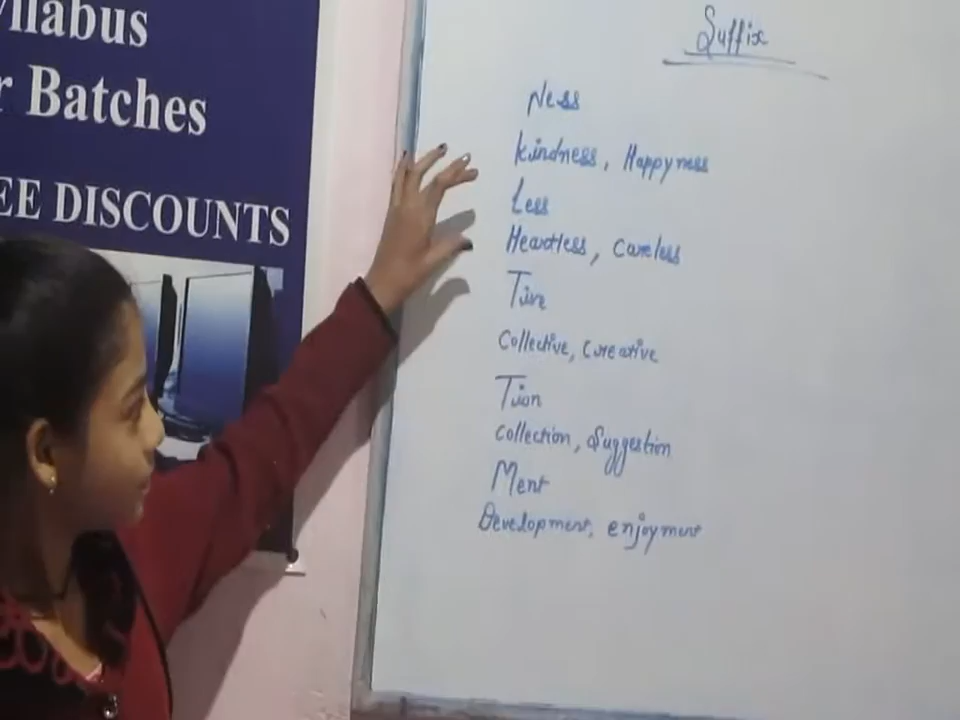 yllabus
r Batches
EE DISCOUNTS
Suffix
Ness
Kindness, Happyness
Less
Heartless, Careless
Tive
Collective, Creative
Tion
Collection, Suggestion
Ment
Development, enjoyment